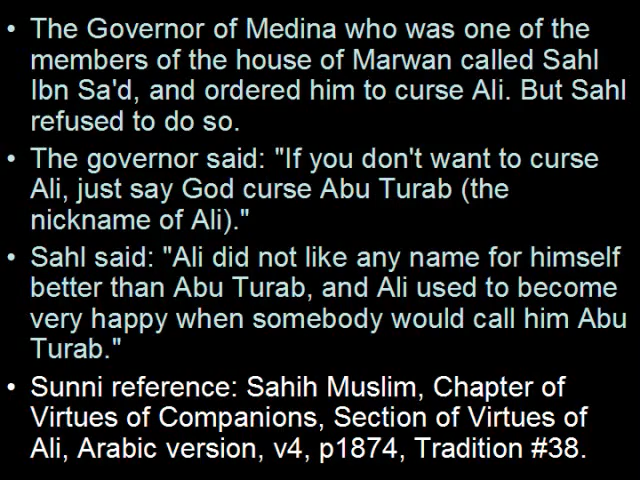 • The Governor of Medina who was one of the
members of the house of Marwan called Sahl
Ibn Sa'd, and ordered him to curse Ali. But Sahl
refused to do so.
• The governor said: "If you don't want to curse
Ali, just say God curse Abu Turab (the
nickname of Ali)."
• Sahl said: "Ali did not like any name for himself
better than Abu Turab, and Ali used to become
very happy when somebody would call him Abu
Turab."
• Sunni reference: Sahih Muslim, Chapter of
Virtues of Companions, Section of Virtues of
Ali, Arabic version, v4, p1874, Tradition #38.